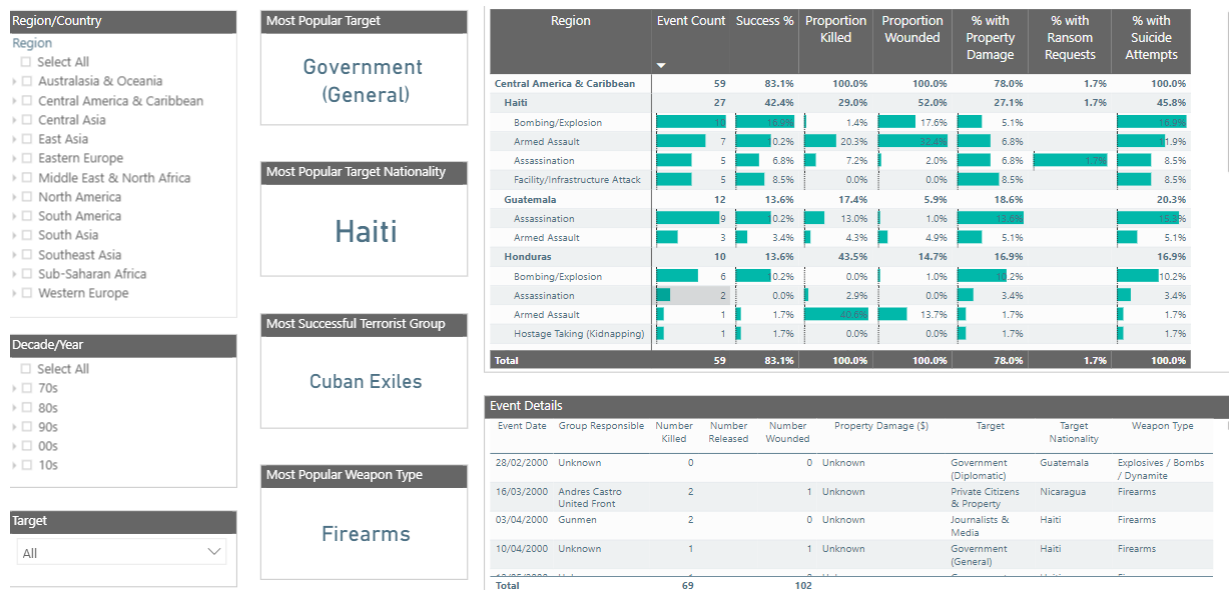 Region/Country
Region
Select All
Australasia & Oceania
Central America & Caribbean
Central Asia
East Asia
Eastern Europe
Middle East & North Africa
North America
South America
South Asia
Southeast Asia
Sub-Saharan Africa
Western Europe
Decade/Year
Select All
70s
80s
90s
00s
10s
Target
All
Most Popular Target
Government
(General)
Most Popular Target Nationality
Haiti
Most Successful Terrorist Group
Cuban Exiles
Most Popular Weapon Type
Firearms
Region Event Count Success % Proportion Killed Proportion Wounded % with Property Damage % with Ransom Requests % with Suicide Attempts
Central America & Caribbean 59 83.1% 100.0% 100.0% 78.0% 1.7% 100.0%
Haiti 27 42.4% 29.0% 52.0% 27.1% 1.7% 45.8%
Bombing/Explosion 10 16.9% 1.4% 17.6% 5.1% 16.9%
Armed Assault 7 0.2% 20.3% 32.4% 6.8% 1.9%
Assassination 5 6.8% 7.2% 2.0% 6.8% 1.7% 8.5%
Facility/Infrastructure Attack 5 8.5% 0.0% 0.0% 8.5% 8.5%
Guatemala 12 13.6% 17.4% 5.9% 18.6% 20.3%
Assassination 9 0.2% 13.0% 1.0% 13.6% 15.3%
Armed Assault 3 3.4% 4.3% 4.9% 5.1% 5.1%
Honduras 10 13.6% 43.5% 14.7% 16.9% 16.9%
Bombing/Explosion 6 0.2% 0.0% 1.0% 10.2% 10.2%
Assassination 2 0.0% 2.9% 0.0% 3.4% 3.4%
Armed Assault 1 1.7% 40.6% 13.7% 1.7% 1.7%
Hostage Taking (Kidnapping) 1 1.7% 0.0% 0.0% 1.7% 1.7%
Total 59 83.1% 100.0% 100.0% 78.0% 1.7% 100.0%
Event Details
Event Date Group Responsible Number Killed Number Released Number Wounded Property Damage ($) Target Target Nationality Weapon Type
28/02/2000 Unknown 0 0 Unknown Government (Diplomatic) Guatemala Explosives / Bombs / Dynamite
16/03/2000 Andres Castro United Front 2 1 Unknown Private Citizens & Property Nicaragua Firearms
03/04/2000 Gunmen 2 0 Unknown Journalists & Media Haiti Firearms
10/04/2000 Unknown 1 1 Unknown Government (General) Haiti Firearms
Total 69 102